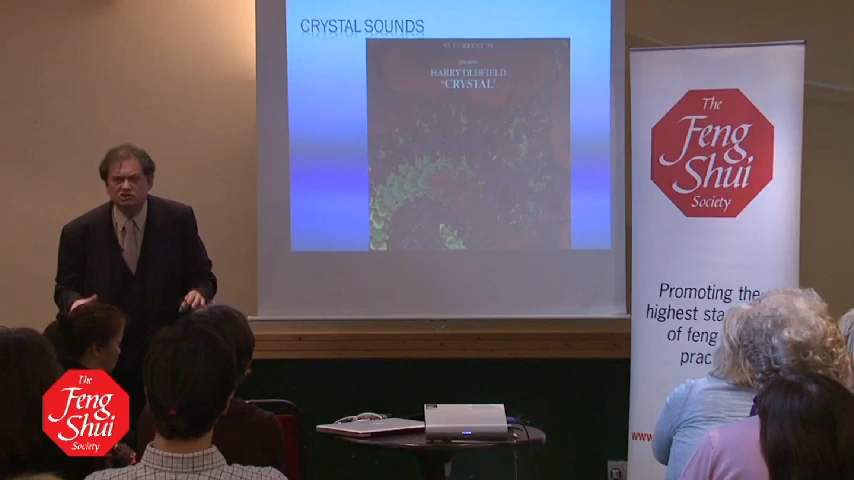 CRYSTAL SOUNDS
HARRY OLDFIELD
'CRYSTAL'
The
Feng
Shui
Society
Promoting the
highest sta
of feng
prac
www
The
Feng
Shui
Society